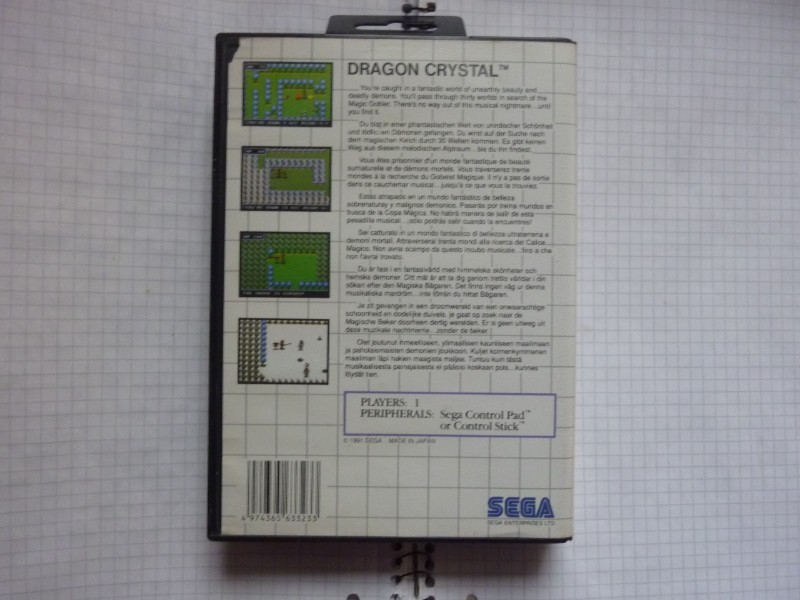 DRAGON CRYSTAL™
You're caught in a fantastic world of unearthly beauty and
deadly demons. You'll pass through thirty worlds in search of the
Magic Goblet. There's no way out of this musical nightmare ...until
you find it.
Du bist in einer phantastischen Welt von unirdischer Schönheit
und tödlichen Dämonen gefangen. Du wirst auf der Suche nach
dem magischen Kelch durch 30 Welten kommen. Es gibt keinen
Weg aus diesem melodischen Alptraum ...bis du ihn findest.
Vous êtes prisonnier d'un monde fantastique de beauté
surnaturelle et de démons mortels. Vous traverserez trente
mondes à la recherche du Gobelet Magique. Il n'y a pas de sortie
dans ce cauchemar musical ...jusqu'à ce que vous le trouviez.
Estás atrapado en un mundo fantástico de belleza
sobrenatural y malignos demonios. Pasarás por treinta mundos en
busca de la Copa Mágica. No habrá manera de salir de esta
pesadilla musical ...¡sólo podrás salir cuando la encuentres!
Sei catturato in un mondo fantastico di bellezza ultraterrena e
demoni mortali. Attraverserai trenta mondi alla ricerca del Calice
Magico. Non avrai scampo da questo incubo musicale ...fino a che
non l'avrai trovato.
Du är fast i en fantasivärld med himmelska skönheter och
hemska demoner. Ditt mål är att ta dig genom trettio världar i din
sökan efter den Magiska Bägaren. Det finns ingen väg ur denna
musikaliska mardröm ...inte förrän du hittat Bägaren.
Je zit gevangen in een droomwereld van een onwaarachtige
schoonheid en dodelijke duivels, je gaat op zoek naar de
Magische Beker doorheen dertig werelden. Er is geen uitweg uit
deze muzikale nachtmerrie ...zonder de beker!
Olet joutunut ihmeelliseen, ylimaalliseen kauniiseen maailmaan
ja pahoksesmaisten demonien joukkoon. Kuljet kolmenkymmenen
maailman läpi hakien maagista maljaa. Tuntuu kuin tästä
musikaalisesta painajaisesta ei pääsisi koskaan pois ...kunnes
löydät sen.
PLAYERS: 1
PERIPHERALS: Sega Control Pad™
or Control Stick™
© 1991 SEGA MADE IN JAPAN
4 974365 633233
SEGA
SEGA ENTERPRISES LTD.